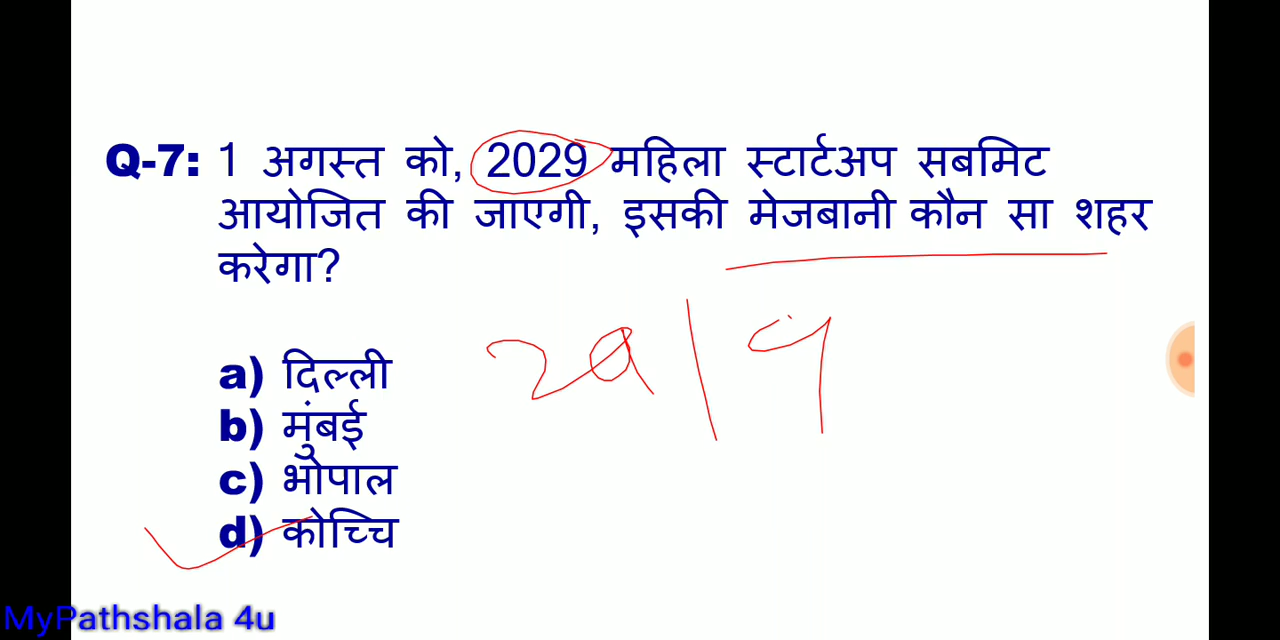 Q-7: 1 अगस्त को, 2029 महिला स्टार्टअप सबमिट
आयोजित की जाएगी, इसकी मेजबानी कौन सा शहर
करेगा?
a) दिल्ली
b) मुंबई
c) भोपाल
d) कोच्चि
MyPathshala 4u